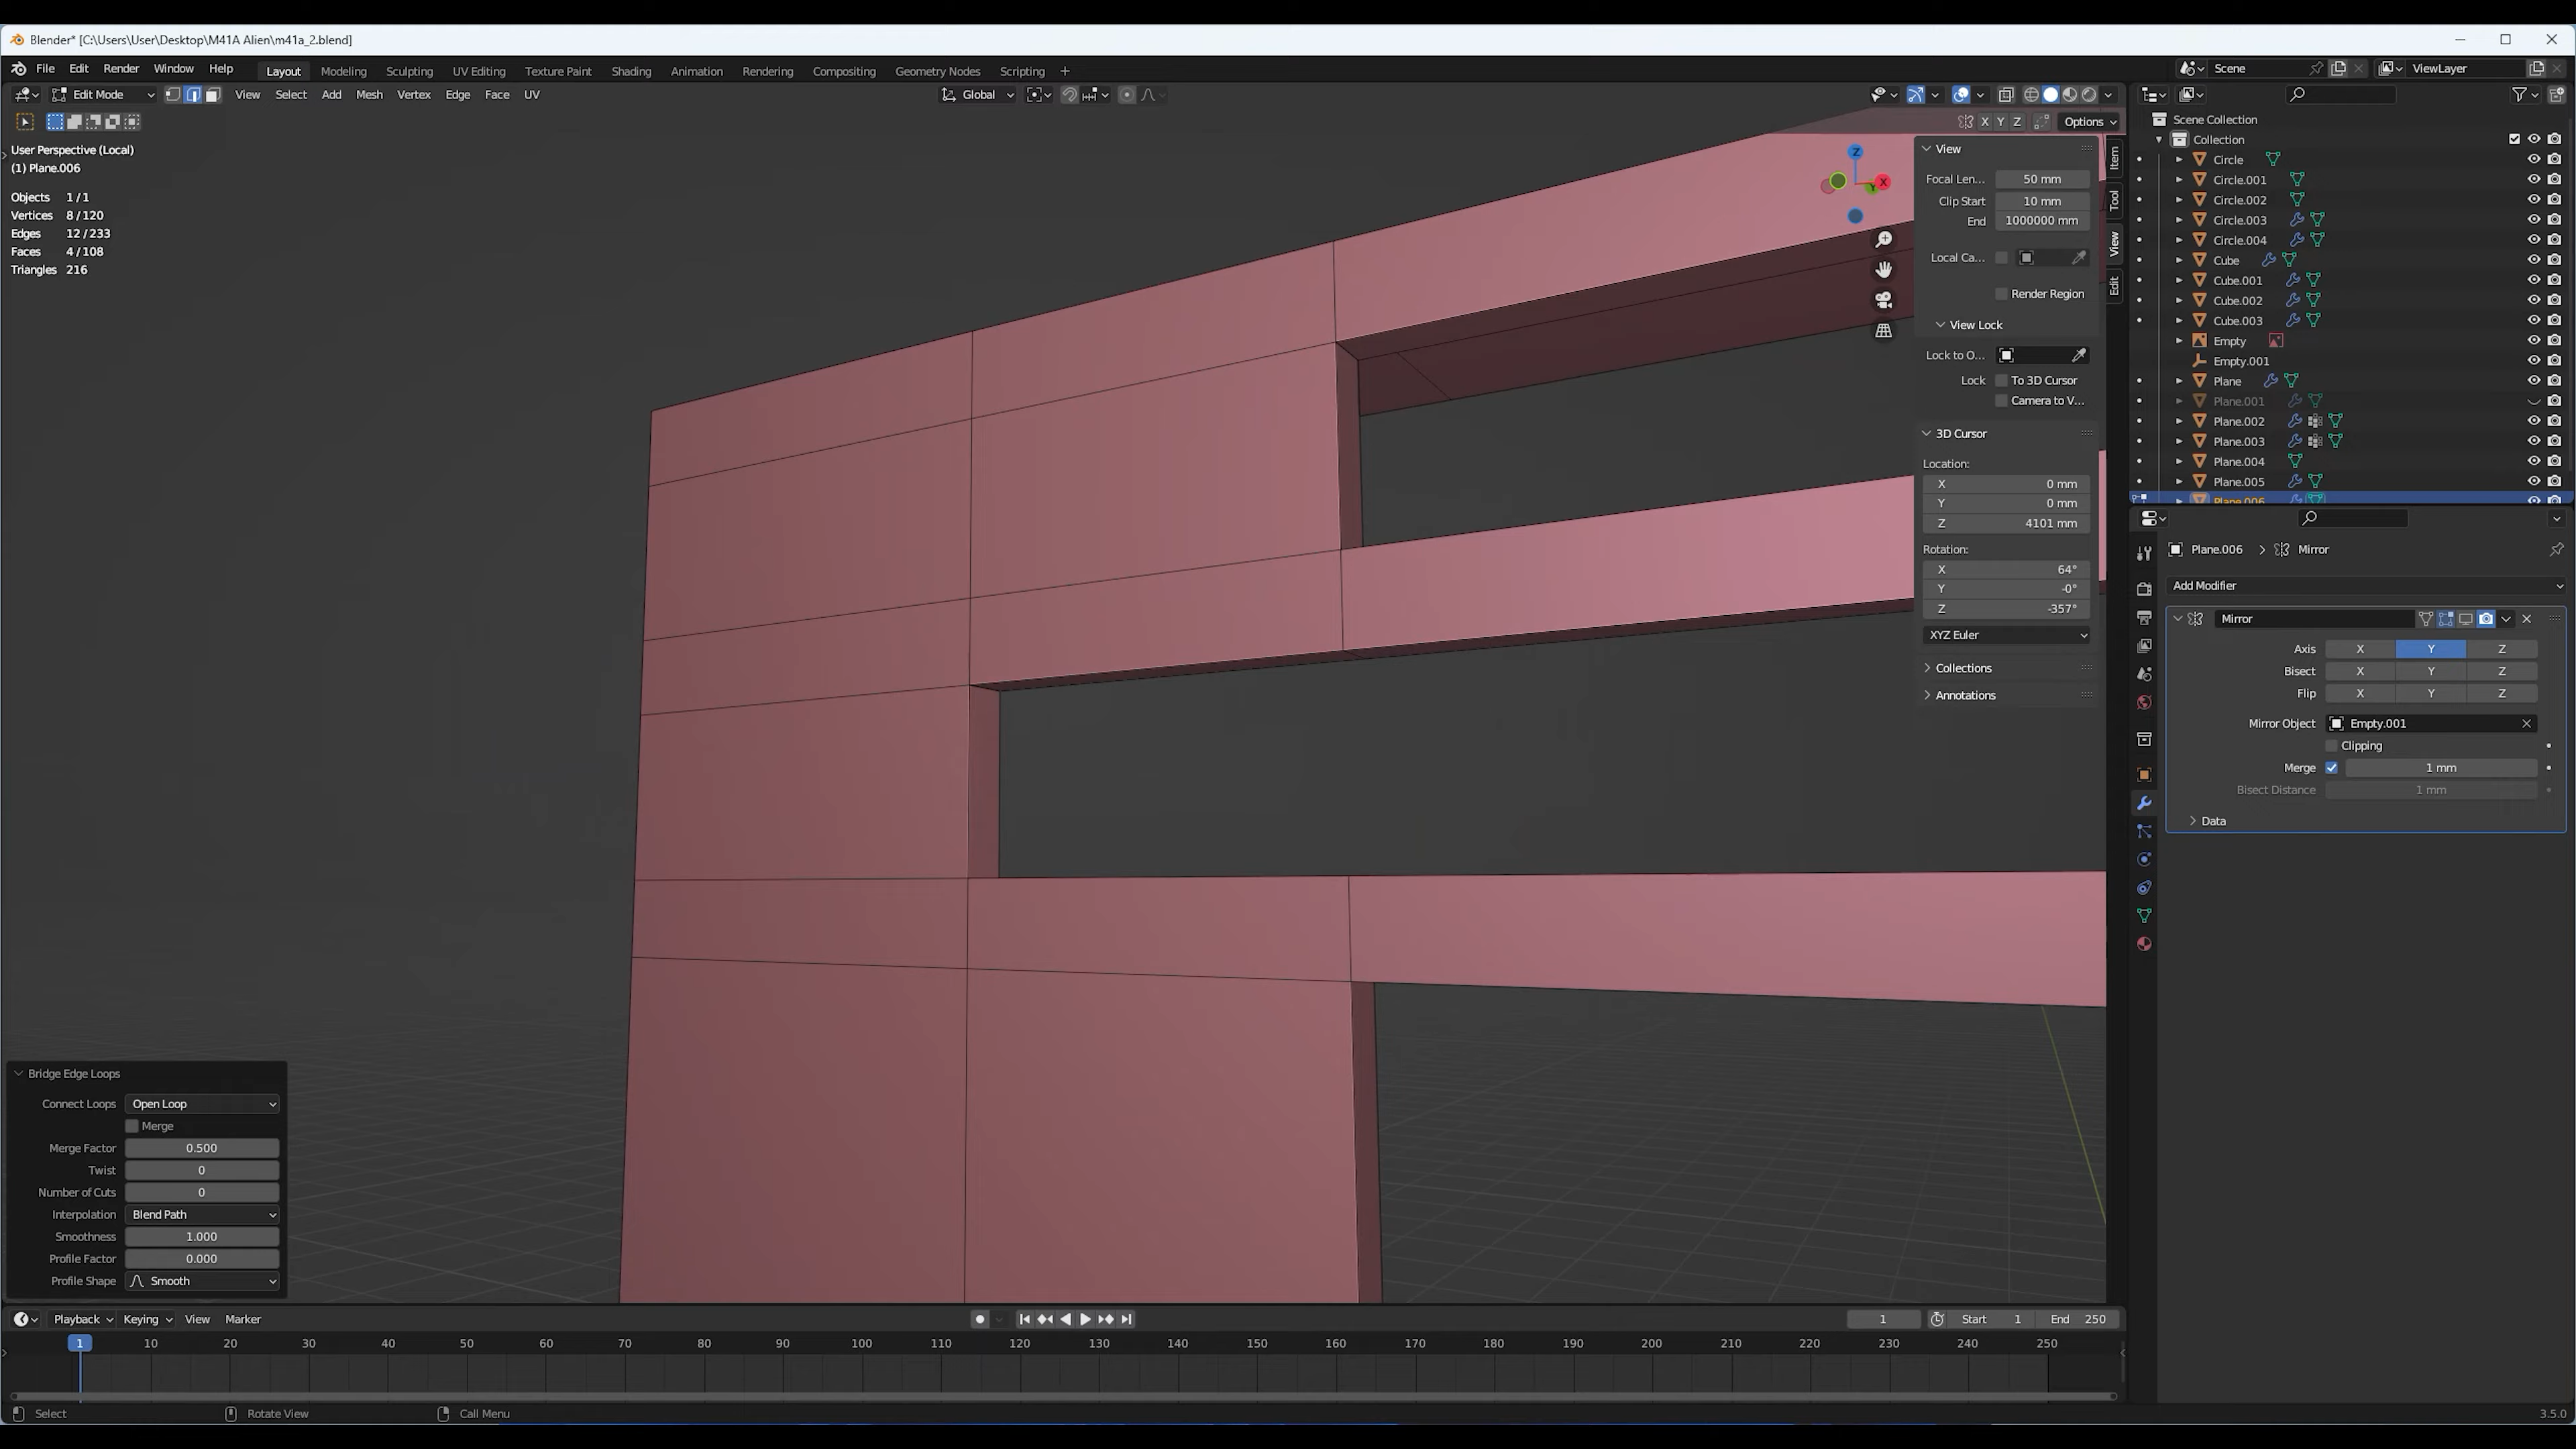 Blender* [C:\Users\User\Desktop\M41A Alien\m41a_2.blend]
File Edit Render Window Help Layout Modeling Sculpting UV Editing Texture Paint Shading Animation Rendering Compositing Geometry Nodes Scripting + Scene ViewLayer
Edit Mode View Select Add Mesh Vertex Edge Face UV Global
X Y Z Options
User Perspective (Local)
(1) Plane.006
Objects 1 / 1
Vertices 8 / 120
Edges 12 / 233
Faces 4 / 108
Triangles 216
Z
X
Y
View
Focal Len... 50 mm
Clip Start 10 mm
End 1000000 mm
Local Ca...
Render Region
View Lock
Lock to O...
Lock To 3D Cursor
Camera to V...
3D Cursor
Location:
X 0 mm
Y 0 mm
Z 4101 mm
Rotation:
X 64°
Y -0°
Z -357°
XYZ Euler
Collections
Annotations
Item
Tool
View
Edit
Scene Collection
Collection
Circle
Circle.001
Circle.002
Circle.003
Circle.004
Cube
Cube.001
Cube.002
Cube.003
Empty
Empty.001
Plane
Plane.001
Plane.002
Plane.003
Plane.004
Plane.005
Plane.006
Plane.006 > Mirror
Add Modifier
Mirror
Axis X Y Z
Bisect X Y Z
Flip X Y Z
Mirror Object Empty.001
Clipping
Merge 1 mm
Bisect Distance 1 mm
Data
Bridge Edge Loops
Connect Loops Open Loop
Merge
Merge Factor 0.500
Twist 0
Number of Cuts 0
Interpolation Blend Path
Smoothness 1.000
Profile Factor 0.000
Profile Shape Smooth
Playback Keying View Marker 1 Start 1 End 250
1 10 20 30 40 50 60 70 80 90 100 110 120 130 140 150 160 170 180 190 200 210 220 230 240 250
Select Rotate View Call Menu 3.5.0